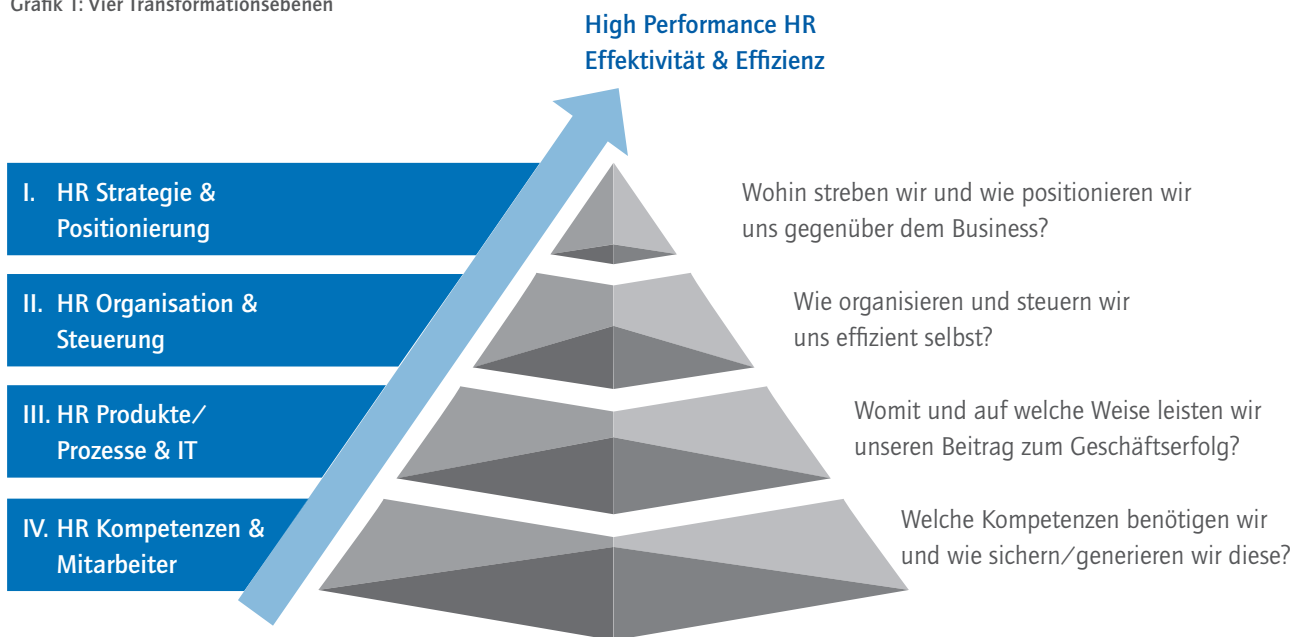 Grafik 1: Vier Transformationsebenen
High Performance HR
Effektivität & Effizienz
I. HR Strategie &
Positionierung
Wohin streben wir und wie positionieren wir
uns gegenüber dem Business?
II. HR Organisation &
Steuerung
Wie organisieren und steuern wir
uns effizient selbst?
III. HR Produkte/
Prozesse & IT
Womit und auf welche Weise leisten wir
unseren Beitrag zum Geschäftserfolg?
IV. HR Kompetenzen &
Mitarbeiter
Welche Kompetenzen benötigen wir
und wie sichern/generieren wir diese?